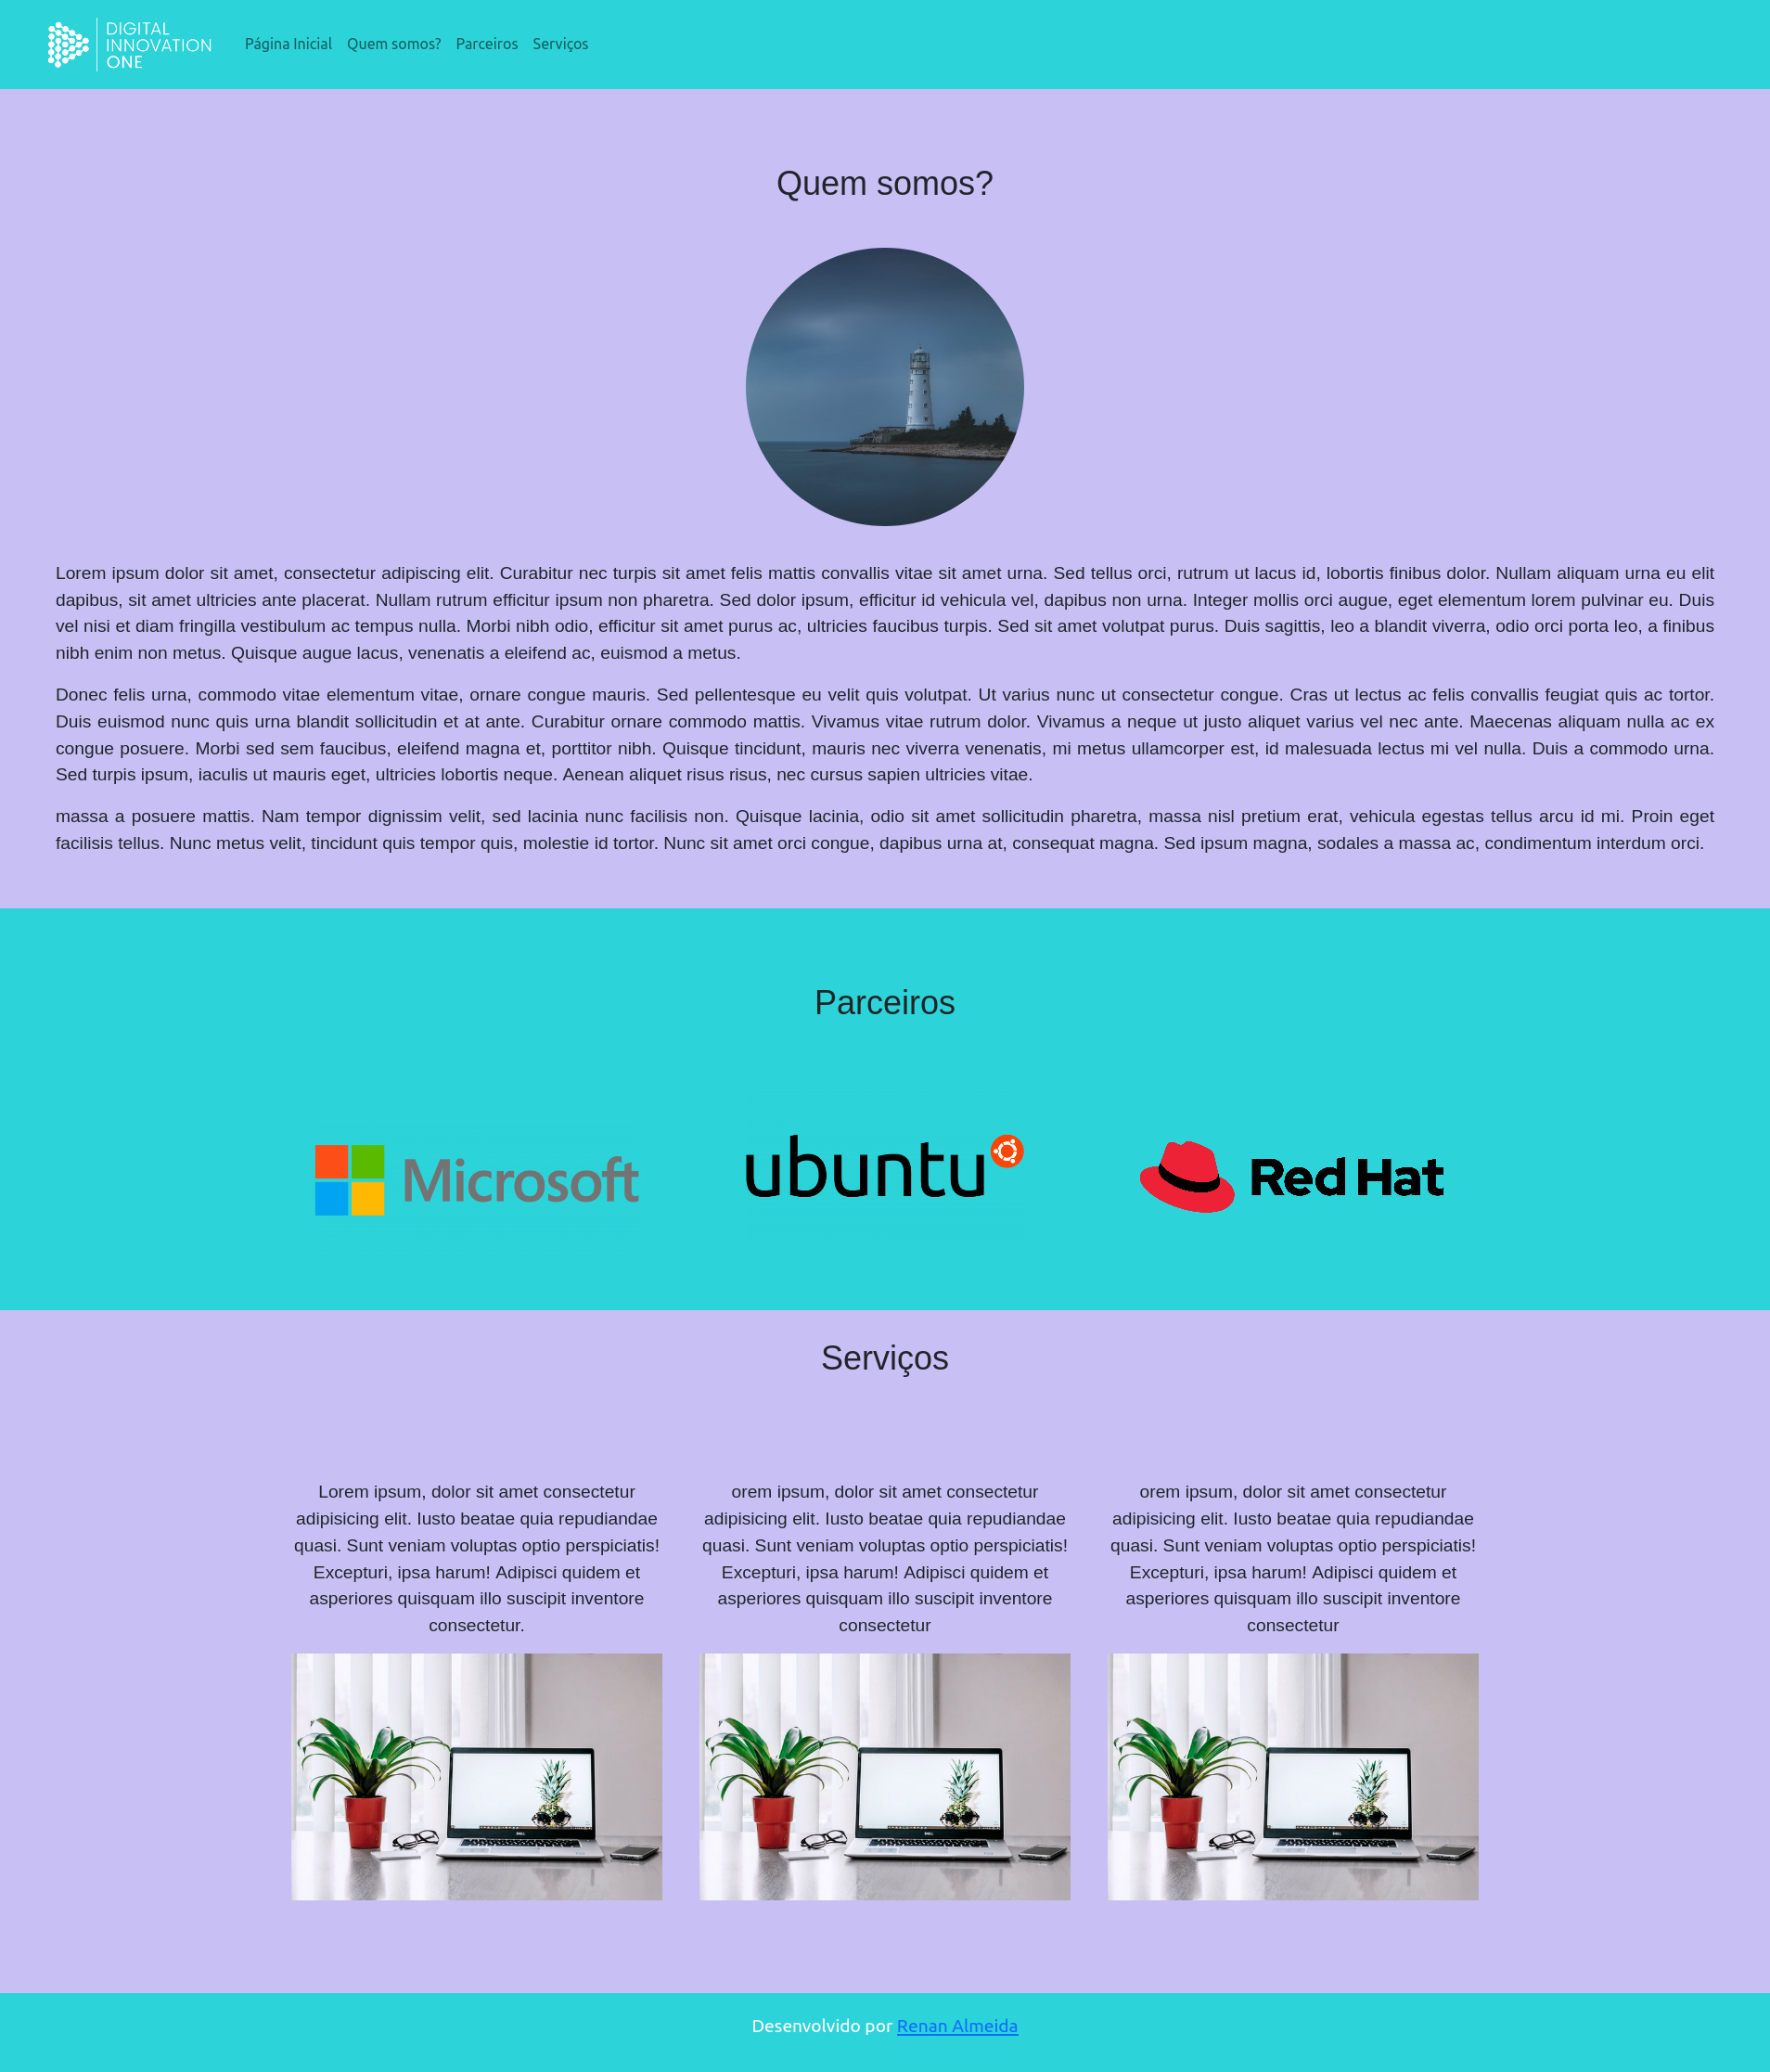 DIGITAL
INNOVATION
ONE
Página Inicial Quem somos? Parceiros Serviços
Quem somos?
Lorem ipsum dolor sit amet, consectetur adipiscing elit. Curabitur nec turpis sit amet felis mattis convallis vitae sit amet urna. Sed tellus orci, rutrum ut lacus id, lobortis finibus dolor. Nullam aliquam urna eu elit
dapibus, sit amet ultricies ante placerat. Nullam rutrum efficitur ipsum non pharetra. Sed dolor ipsum, efficitur id vehicula vel, dapibus non urna. Integer mollis orci augue, eget elementum lorem pulvinar eu. Duis
vel nisi et diam fringilla vestibulum ac tempus nulla. Morbi nibh odio, efficitur sit amet purus ac, ultricies faucibus turpis. Sed sit amet volutpat purus. Duis sagittis, leo a blandit viverra, odio orci porta leo, a finibus
nibh enim non metus. Quisque augue lacus, venenatis a eleifend ac, euismod a metus.
Donec felis urna, commodo vitae elementum vitae, ornare congue mauris. Sed pellentesque eu velit quis volutpat. Ut varius nunc ut consectetur congue. Cras ut lectus ac felis convallis feugiat quis ac tortor.
Duis euismod nunc quis urna blandit sollicitudin et at ante. Curabitur ornare commodo mattis. Vivamus vitae rutrum dolor. Vivamus a neque ut justo aliquet varius vel nec ante. Maecenas aliquam nulla ac ex
congue posuere. Morbi sed sem faucibus, eleifend magna et, porttitor nibh. Quisque tincidunt, mauris nec viverra venenatis, mi metus ullamcorper est, id malesuada lectus mi vel nulla. Duis a commodo urna.
Sed turpis ipsum, iaculis ut mauris eget, ultricies lobortis neque. Aenean aliquet risus risus, nec cursus sapien ultricies vitae.
massa a posuere mattis. Nam tempor dignissim velit, sed lacinia nunc facilisis non. Quisque lacinia, odio sit amet sollicitudin pharetra, massa nisl pretium erat, vehicula egestas tellus arcu id mi. Proin eget
facilisis tellus. Nunc metus velit, tincidunt quis tempor quis, molestie id tortor. Nunc sit amet orci congue, dapibus urna at, consequat magna. Sed ipsum magna, sodales a massa ac, condimentum interdum orci.
Parceiros
Microsoft
ubuntu
Red Hat
Serviços
Lorem ipsum, dolor sit amet consectetur
adipisicing elit. Iusto beatae quia repudiandae
quasi. Sunt veniam voluptas optio perspiciatis!
Excepturi, ipsa harum! Adipisci quidem et
asperiores quisquam illo suscipit inventore
consectetur.
orem ipsum, dolor sit amet consectetur
adipisicing elit. Iusto beatae quia repudiandae
quasi. Sunt veniam voluptas optio perspiciatis!
Excepturi, ipsa harum! Adipisci quidem et
asperiores quisquam illo suscipit inventore
consectetur
orem ipsum, dolor sit amet consectetur
adipisicing elit. Iusto beatae quia repudiandae
quasi. Sunt veniam voluptas optio perspiciatis!
Excepturi, ipsa harum! Adipisci quidem et
asperiores quisquam illo suscipit inventore
consectetur
Desenvolvido por Renan Almeida